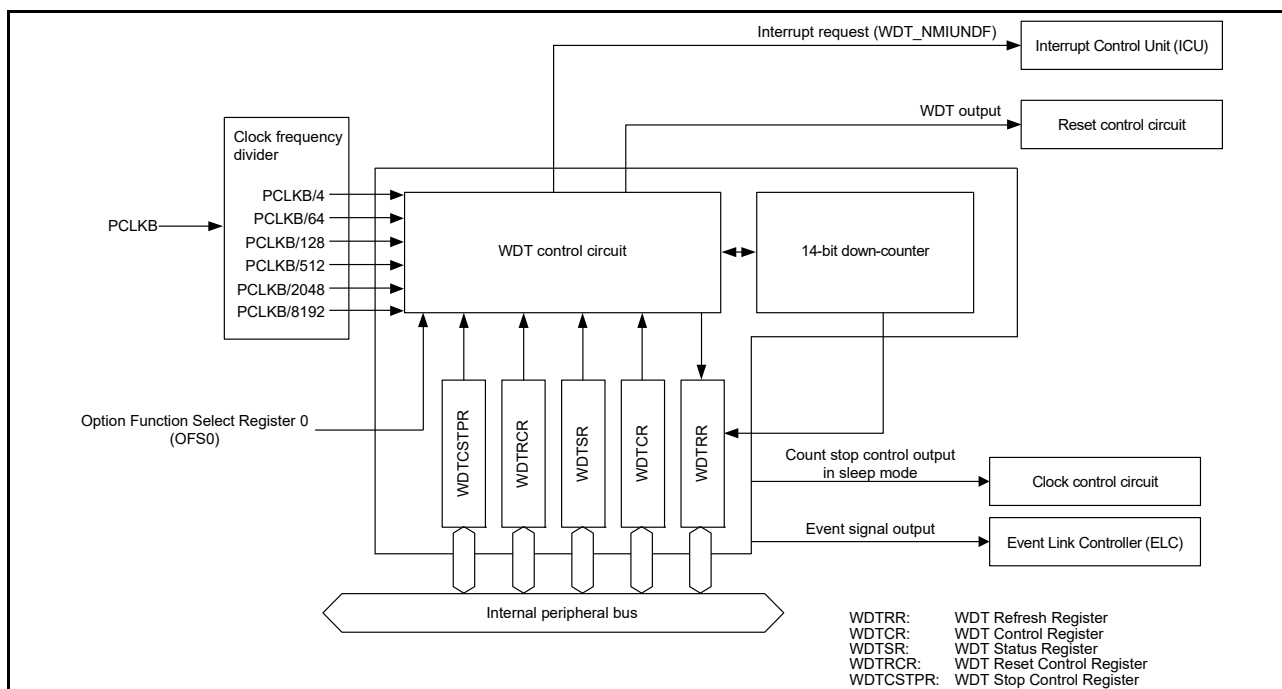 Interrupt request (WDT_NMIUNDF)
Interrupt Control Unit (ICU)
WDT output
Reset control circuit
Clock frequency
divider
PCLKB
PCLKB/4
PCLKB/64
PCLKB/128
PCLKB/512
PCLKB/2048
PCLKB/8192
WDT control circuit
14-bit down-counter
Option Function Select Register 0
(OFS0)
WDTCSTPR
WDTRCR
WDTSR
WDTCR
WDTRR
Count stop control output
in sleep mode
Clock control circuit
Event signal output
Event Link Controller (ELC)
Internal peripheral bus
WDTRR: WDT Refresh Register
WDTCR: WDT Control Register
WDTSR: WDT Status Register
WDTRCR: WDT Reset Control Register
WDTCSTPR: WDT Stop Control Register